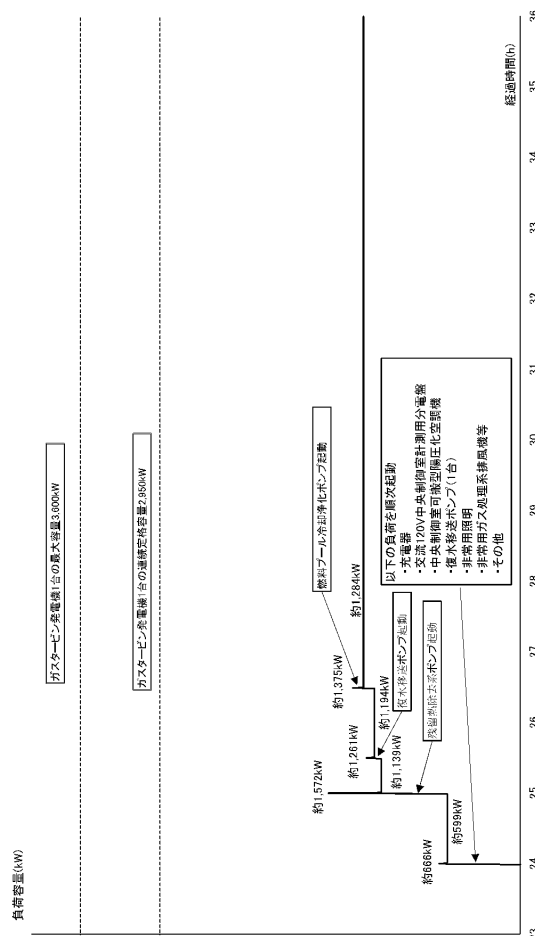 負荷容量(kW)
ガスタービン発電機1台の最大容量3,600kW
ガスタービン発電機1台の連続定格容量2,950kW
約666kW
約599kW
約1,572kW
約1,139kW
残留熱除去系ポンプ起動
約1,261kW
約1,194kW
復水移送ポンプ起動
約1,375kW
約1,284kW
燃料プール冷却浄化ポンプ起動
以下の負荷を順次起動
・充電器
・交流120V中央制御室計測用分電盤
・中央制御室可搬型陽圧化空調機
・復水移送ポンプ(1台)
・非常用照明
・非常用ガス処理系排風機等
・その他
23 24 25 26 27 28 29 30 31 32 33 34 35 36
経過時間(h)